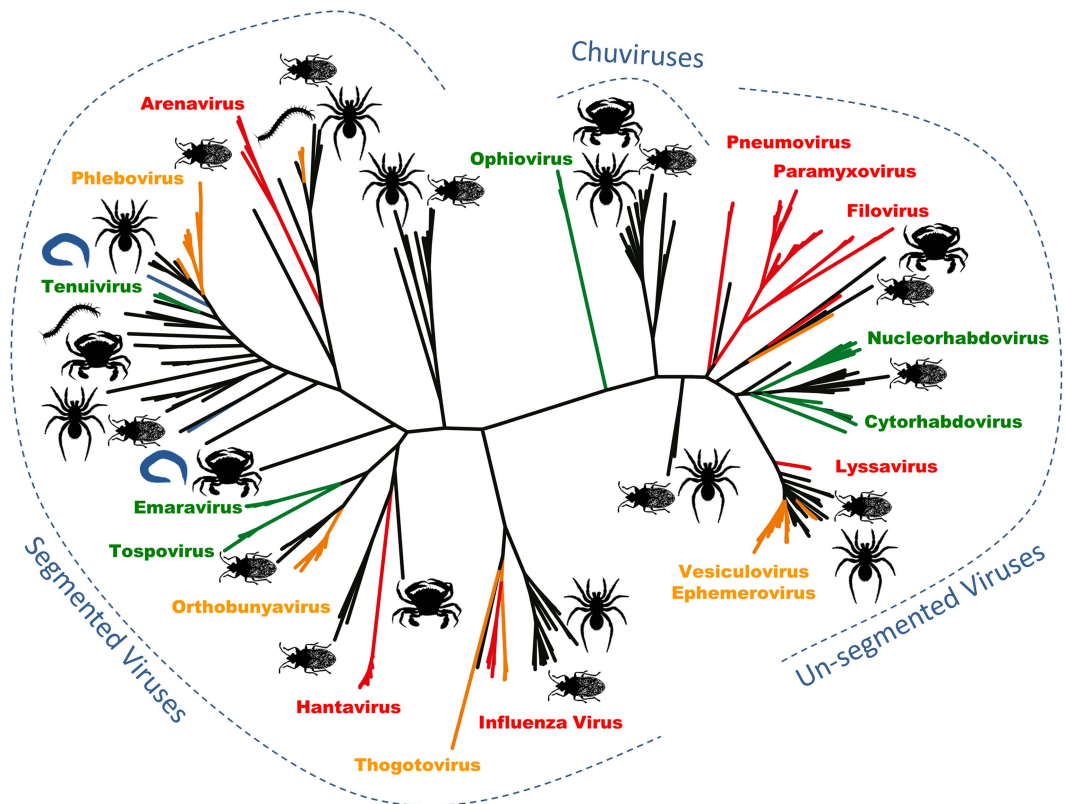 Chuviruses
Arenavirus
Pneumovirus
Ophiovirus
Paramyxovirus
Phlebovirus
Filovirus
Tenuivirus
Nucleorhabdovirus
Cytorhabdovirus
Lyssavirus
Emaravirus
Tospovirus
Vesiculovirus
Ephemerovirus
Orthobunyavirus
Segmented Viruses
Un-segmented Viruses
Hantavirus
Influenza Virus
Thogotovirus